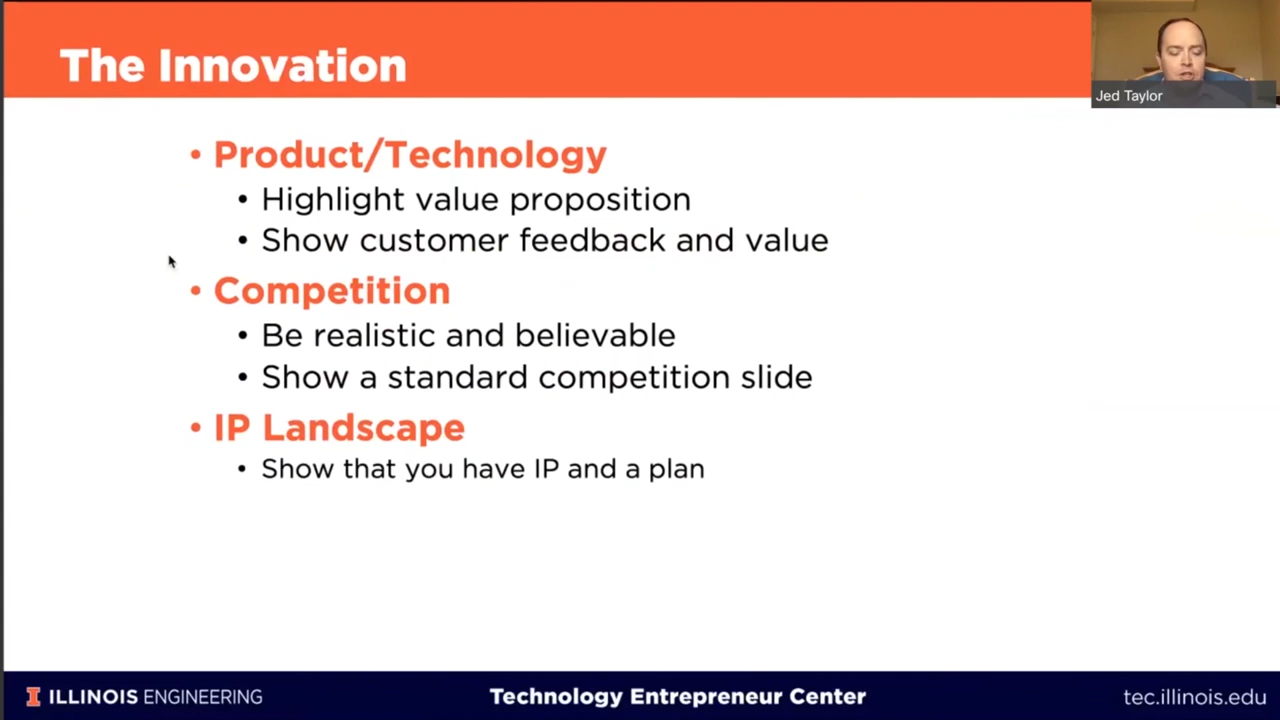 The Innovation
Jed Taylor
• Product/Technology
• Highlight value proposition
• Show customer feedback and value
• Competition
• Be realistic and believable
• Show a standard competition slide
• IP Landscape
• Show that you have IP and a plan
I ILLINOIS ENGINEERING
Technology Entrepreneur Center
tec.illinois.edu